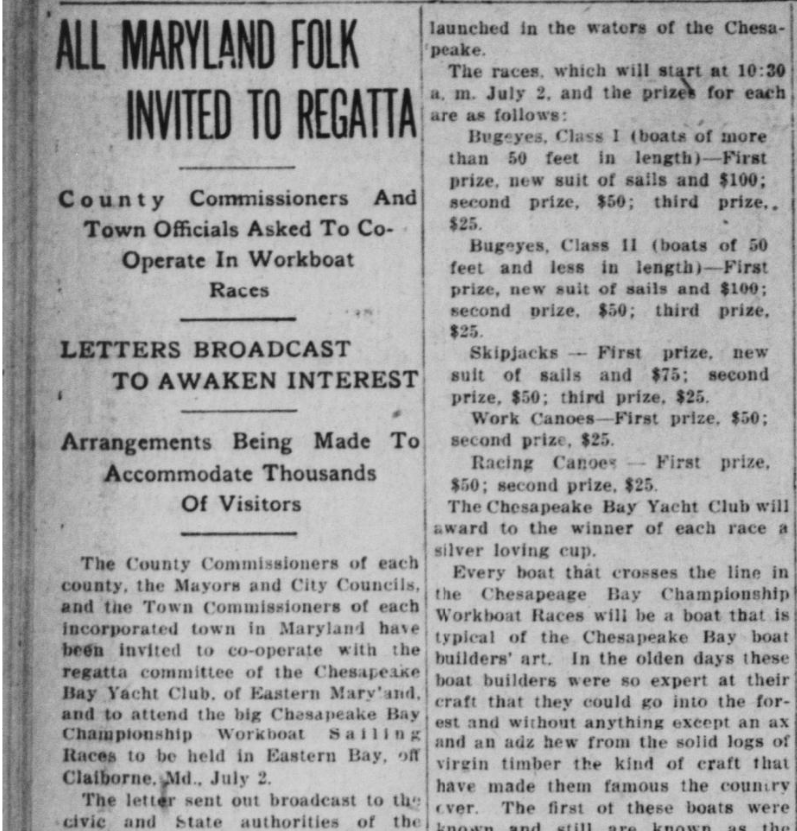 ALL MARYLAND FOLK
INVITED TO REGATTA
County Commissioners And
Town Officials Asked To Co-
Operate In Workboat
Races
LETTERS BROADCAST
TO AWAKEN INTEREST
Arrangements Being Made To
Accommodate Thousands
Of Visitors
The County Commissioners of each
county, the Mayors and City Councils,
and the Town Commissioners of each
incorporated town in Maryland have
been invited to co-operate with the
regatta committee of the Chesapeake
Bay Yacht Club, of Eastern Mary'and,
and to attend the big Chesapeake Bay
Championship Workboat Sailing
Races to be held in Eastern Bay, off
Claiborne, Md., July 2.
The letter sent out broadcast to the
civic and State authorities of the
launched in the waters of the Chesa-
peake.
The races, which will start at 10:30
a. m. July 2, and the prizes for each
are as follows:
Bugeyes, Class I (boats of more
than 50 feet in length)—First
prize, new suit of sails and $100;
second prize, $50; third prize,.
$25.
Bugeyes, Class II (boats of 50
feet and less in length)—First
prize, new suit of sails and $100;
second prize, $50; third prize,
$25.
Skipjacks — First prize, new
suit of sails and $75; second
prize, $50; third prize, $25.
Work Canoes—First prize, $50;
second prize, $25.
Racing Canoes — First prize,
$50; second prize, $25.
The Chesapeake Bay Yacht Club will
award to the winner of each race a
silver loving cup.
Every boat that crosses the line in
the Chesapeage Bay Championship
Workboat Races will be a boat that is
typical of the Chesapeake Bay boat
builders' art. In the olden days these
boat builders were so expert at their
craft that they could go into the for-
est and without anything except an ax
and an adz hew from the solid logs of
virgin timber the kind of craft that
have made them famous the country
over. The first of these boats were
known and still are known as the